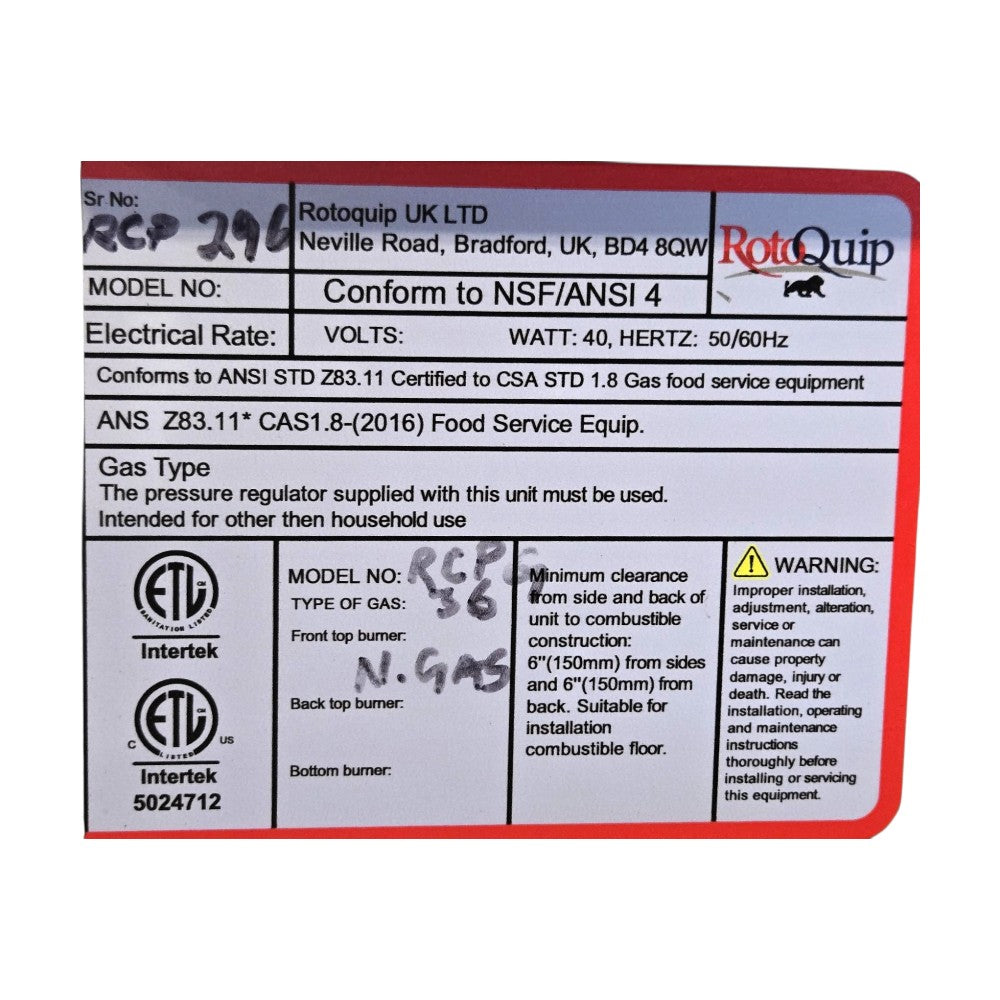 Sr No:
RCP 296
Rotoquip UK LTD
Neville Road, Bradford, UK, BD4 8QW
RotoQuip
MODEL NO:
Conform to NSF/ANSI 4
Electrical Rate:
VOLTS: WATT: 40, HERTZ: 50/60Hz
Conforms to ANSI STD Z83.11 Certified to CSA STD 1.8 Gas food service equipment
ANS Z83.11* CAS1.8-(2016) Food Service Equip.
Gas Type
The pressure regulator supplied with this unit must be used.
Intended for other then household use
ETL
SANITATION LISTED
Intertek
ETL
LISTED
C US
Intertek
5024712
MODEL NO: RCPG
36
TYPE OF GAS:
Front top burner:
N.GAS
Back top burner:
Bottom burner:
Minimum clearance
from side and back of
unit to combustible
construction:
6"(150mm) from sides
and 6"(150mm) from
back. Suitable for
installation
combustible floor.
WARNING:
Improper installation,
adjustment, alteration,
service or
maintenance can
cause property
damage, injury or
death. Read the
installation, operating
and maintenance
instructions
thoroughly before
installing or servicing
this equipment.